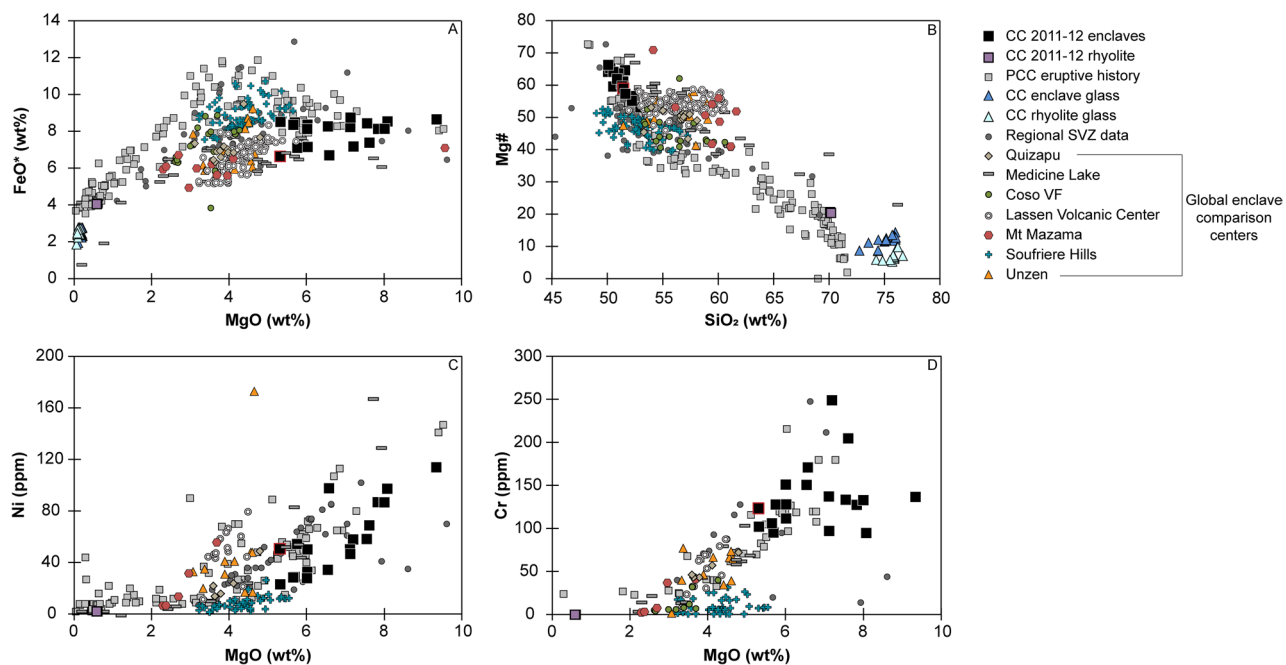 A
14
12
10
8
6
4
2
0
FeO* (wt%)
0
2
4
6
8
10
MgO (wt%)
B
80
70
60
50
40
30
20
10
0
Mg#
45
50
55
60
65
70
75
80
SiO₂ (wt%)
CC 2011-12 enclaves
CC 2011-12 rhyolite
PCC eruptive history
CC enclave glass
CC rhyolite glass
Regional SVZ data
Quizapu
Medicine Lake
Coso VF
Lassen Volcanic Center
Mt Mazama
Soufriere Hills
Unzen
Global enclave
comparison
centers
C
200
160
120
80
40
0
Ni (ppm)
0
2
4
6
8
10
MgO (wt%)
D
300
250
200
150
100
50
0
Cr (ppm)
0
2
4
6
8
10
MgO (wt%)